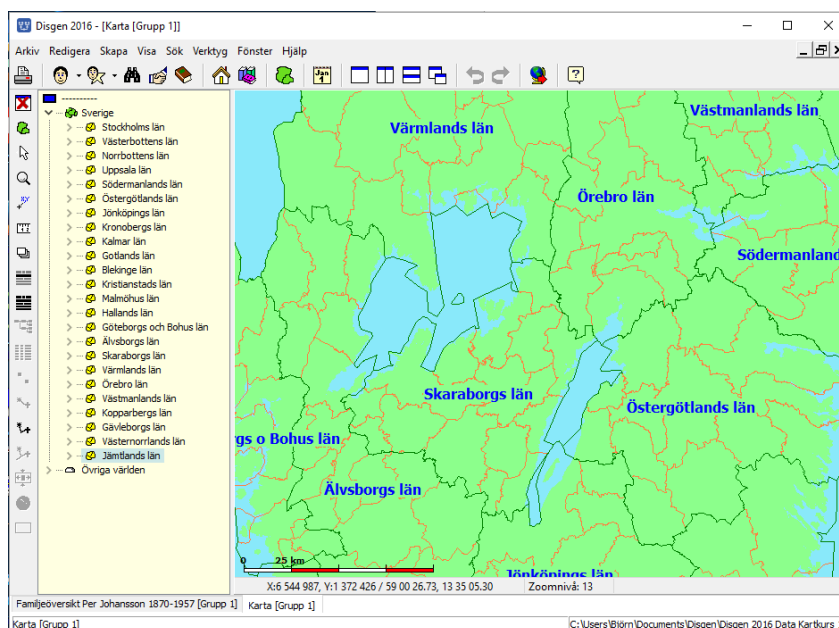 Disgen 2016 - [Karta [Grupp 1]]
Arkiv Redigera Skapa Visa Sök Verktyg Fönster Hjälp
Jan
1
----------
Sverige
Stockholms län
Västerbottens län
Norrbottens län
Uppsala län
Södermanlands län
Östergötlands län
Jönköpings län
Kronobergs län
Kalmar län
Gotlands län
Blekinge län
Kristianstads län
Malmöhus län
Hallands län
Göteborgs och Bohus län
Älvsborgs län
Skaraborgs län
Värmlands län
Örebro län
Västmanlands län
Kopparbergs län
Gävleborgs län
Västernorrlands län
Jämtlands län
Övriga världen
Värmlands län
Västmanlands län
Örebro län
Södermanland
Skaraborgs län
Östergötlands län
rgs o Bohus län
Älvsborgs län
Jönköpings län
0 25 km
X:6 544 987, Y:1 372 426 / 59 00 26.73, 13 35 05.30 Zoomnivå: 13
Familjeöversikt Per Johansson 1870-1957 [Grupp 1] Karta [Grupp 1]
Karta [Grupp 1] C:\Users\Björn\Documents\Disgen\Disgen 2016 Data Kartkurs